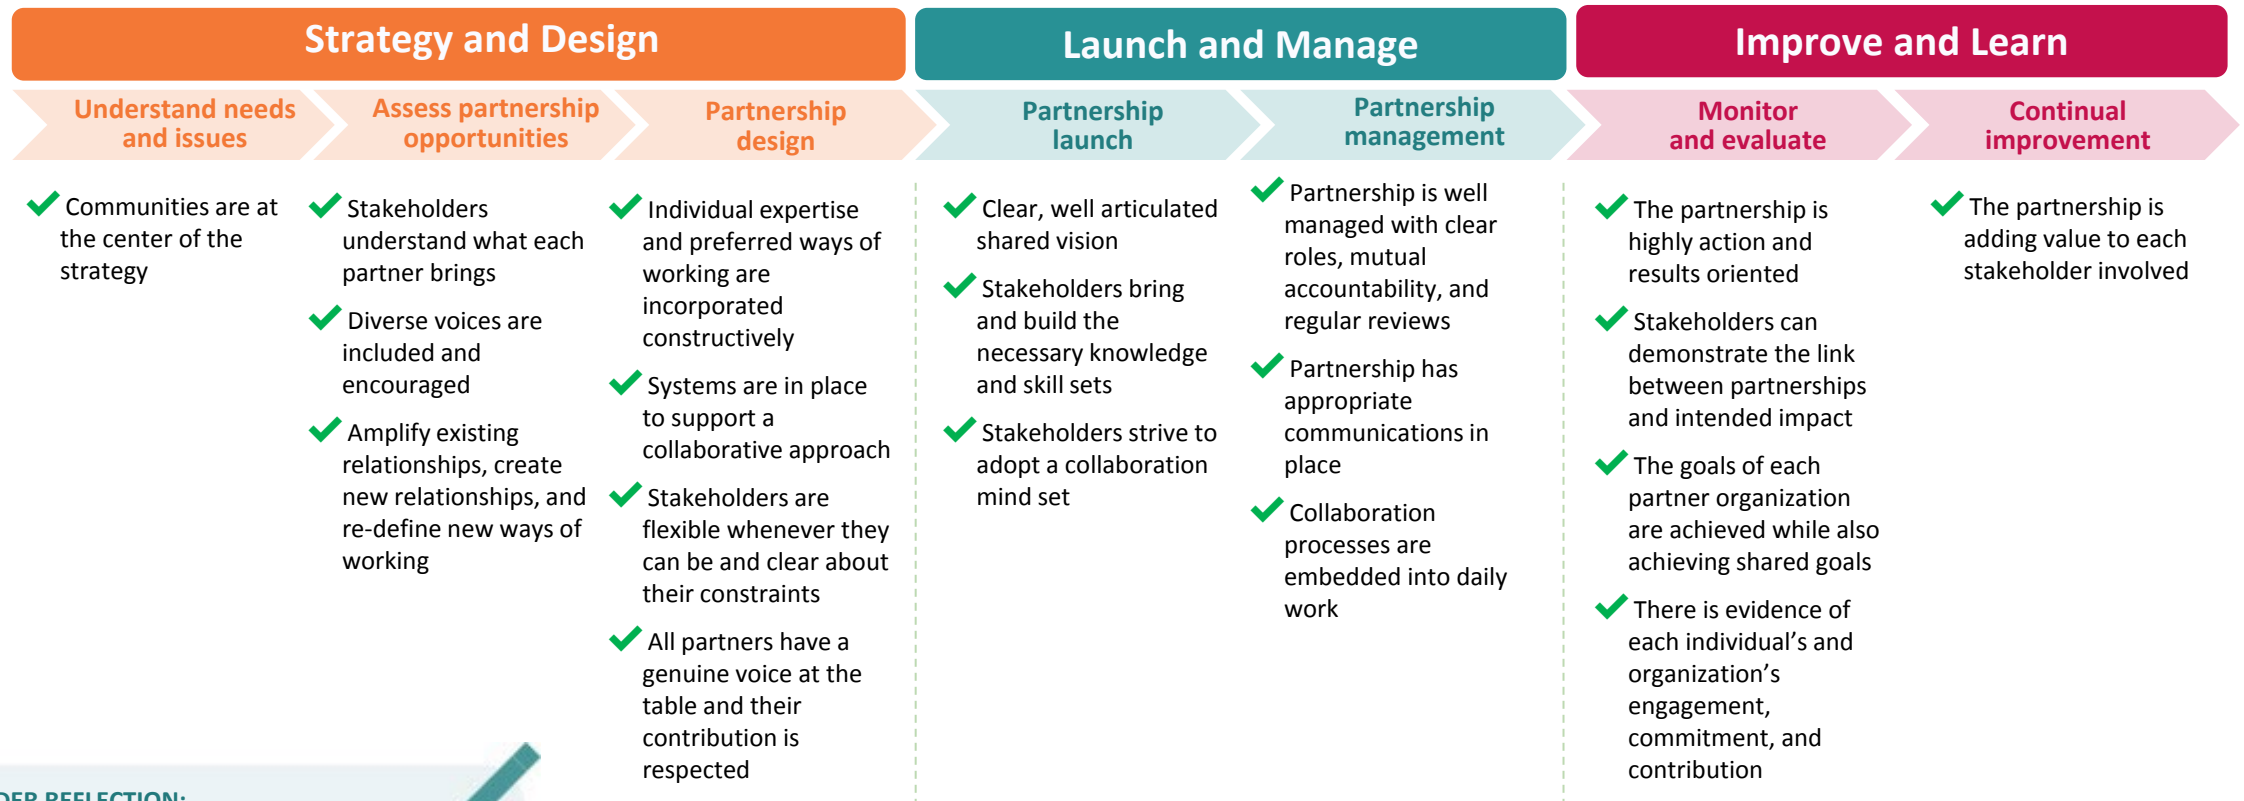 Strategy and Design
Launch and Manage
Improve and Learn
Understand needs
and issues
Assess partnership
opportunities
Partnership
design
Partnership
launch
Partnership
management
Monitor
and evaluate
Continual
improvement
Communities are at
the center of the
strategy
Stakeholders
understand what each
partner brings
Diverse voices are
included and
encouraged
Amplify existing
relationships, create
new relationships, and
re-define new ways of
working
Individual expertise
and preferred ways of
working are
incorporated
constructively
Systems are in place
to support a
collaborative approach
Stakeholders are
flexible whenever they
can be and clear about
their constraints
All partners have a
genuine voice at the
table and their
contribution is
respected
Clear, well articulated
shared vision
Stakeholders bring
and build the
necessary knowledge
and skill sets
Stakeholders strive to
adopt a collaboration
mind set
Partnership is well
managed with clear
roles, mutual
accountability, and
regular reviews
Partnership has
appropriate
communications in
place
Collaboration
processes are
embedded into daily
work
The partnership is
highly action and
results oriented
Stakeholders can
demonstrate the link
between partnerships
and intended impact
The goals of each
partner organization
are achieved while also
achieving shared goals
There is evidence of
each individual’s and
organization’s
engagement,
commitment, and
contribution
The partnership is
adding value to each
stakeholder involved
REFLECTION: